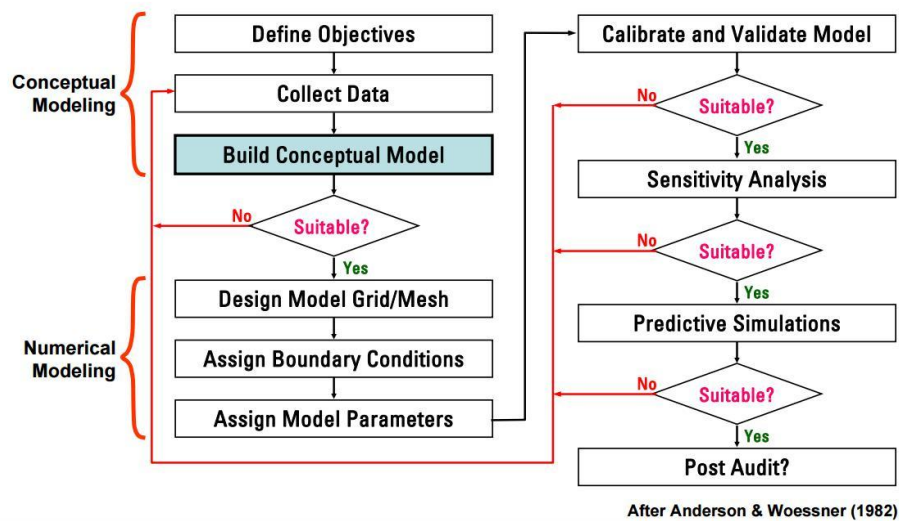 Conceptual
Modeling
Define Objectives
Collect Data
Build Conceptual Model
Suitable?
No
Yes
Numerical
Modeling
Design Model Grid/Mesh
Assign Boundary Conditions
Assign Model Parameters
Calibrate and Validate Model
Suitable?
No
Yes
Sensitivity Analysis
Suitable?
No
Yes
Predictive Simulations
Suitable?
No
Yes
Post Audit?
After Anderson & Woessner (1982)